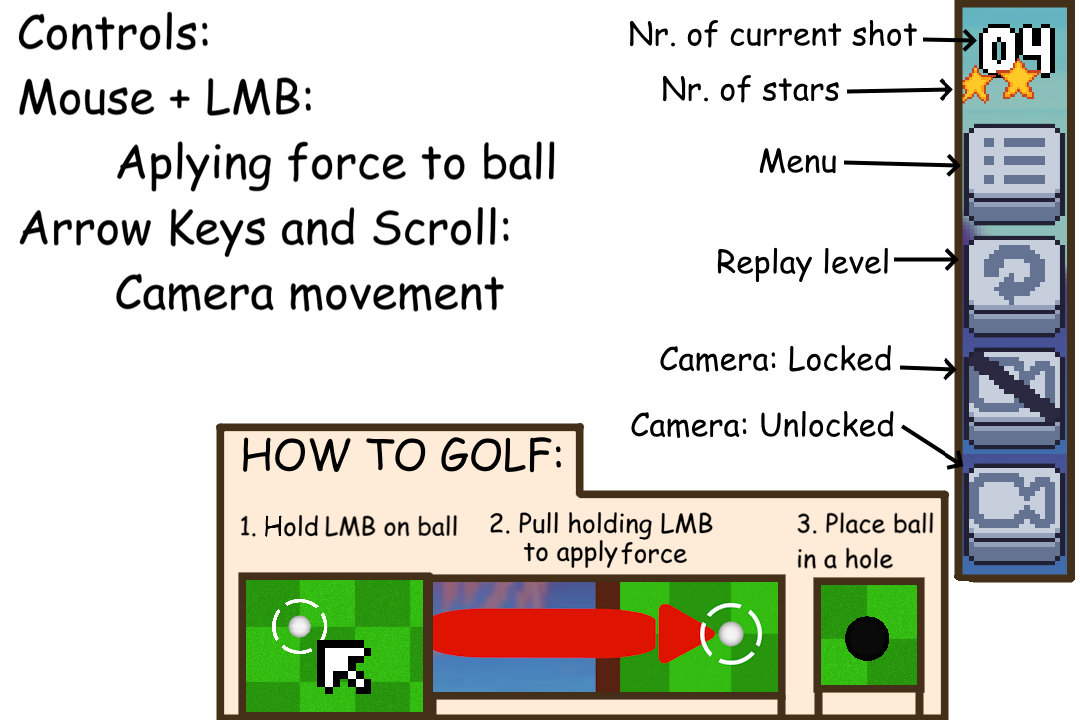 Controls:
Mouse + LMB:
Aplying force to ball
Arrow Keys and Scroll:
Camera movement
Nr. of current shot
04
Nr. of stars
Menu
Replay level
Camera: Locked
Camera: Unlocked
HOW TO GOLF:
1. Hold LMB on ball
2. Pull holding LMB
to apply force
3. Place ball
in a hole